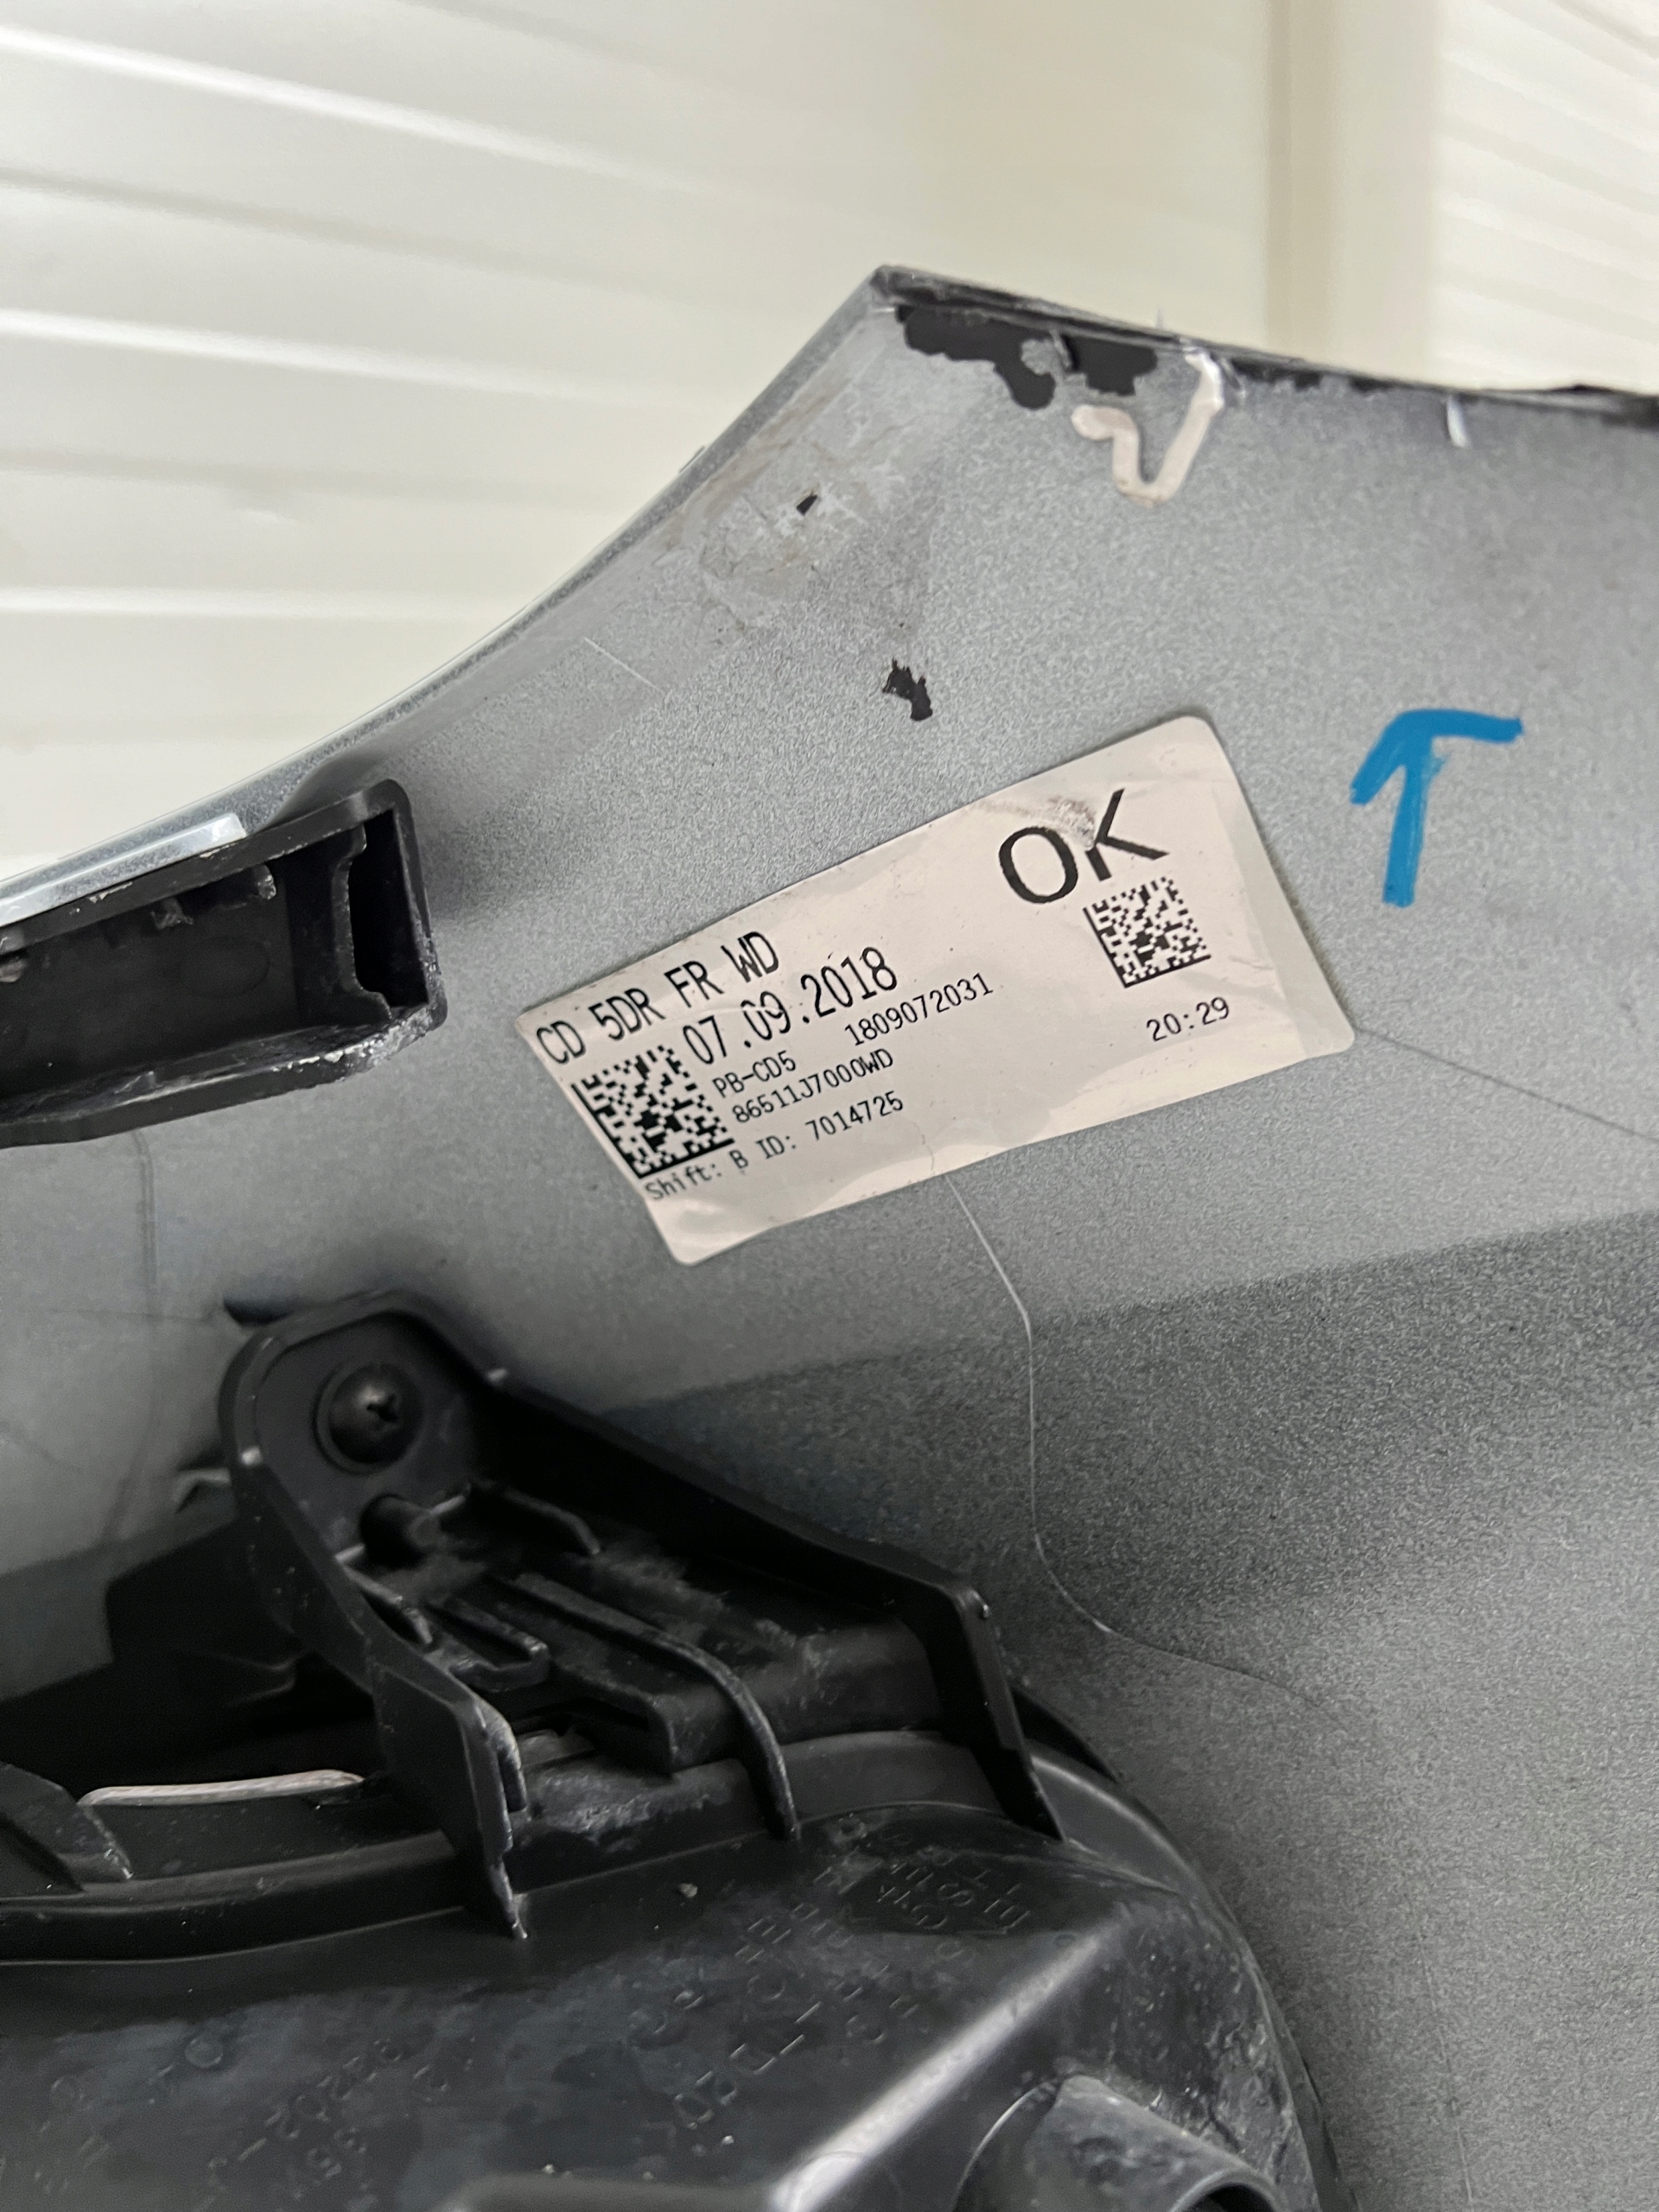 OK
CD 5DR FR WD
07.09.2018
PB-CD5 1809072031
86511J7000WD
20:29
Shift: B ID: 7014725